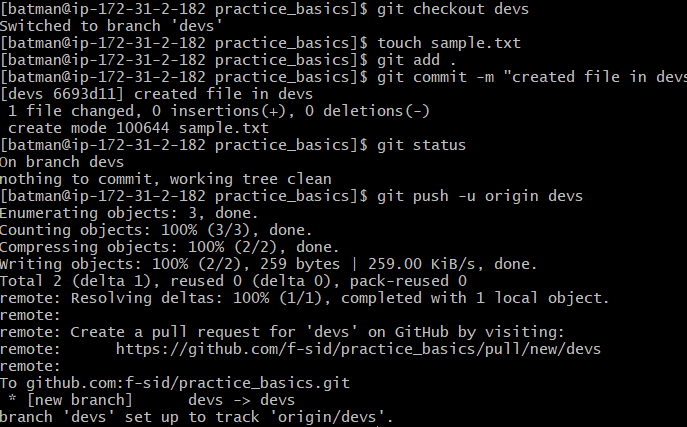 [batman@ip-172-31-2-182 practice_basics]$ git checkout devs
Switched to branch 'devs'
[batman@ip-172-31-2-182 practice_basics]$ touch sample.txt
[batman@ip-172-31-2-182 practice_basics]$ git add .
[batman@ip-172-31-2-182 practice_basics]$ git commit -m "created file in devs
[devs 6693d11] created file in devs
 1 file changed, 0 insertions(+), 0 deletions(-)
 create mode 100644 sample.txt
[batman@ip-172-31-2-182 practice_basics]$ git status
On branch devs
nothing to commit, working tree clean
[batman@ip-172-31-2-182 practice_basics]$ git push -u origin devs
Enumerating objects: 3, done.
Counting objects: 100% (3/3), done.
Compressing objects: 100% (2/2), done.
Writing objects: 100% (2/2), 259 bytes | 259.00 KiB/s, done.
Total 2 (delta 1), reused 0 (delta 0), pack-reused 0
remote: Resolving deltas: 100% (1/1), completed with 1 local object.
remote:
remote: Create a pull request for 'devs' on GitHub by visiting:
remote:      https://github.com/f-sid/practice_basics/pull/new/devs
remote:
To github.com:f-sid/practice_basics.git
 * [new branch]      devs -> devs
branch 'devs' set up to track 'origin/devs'.